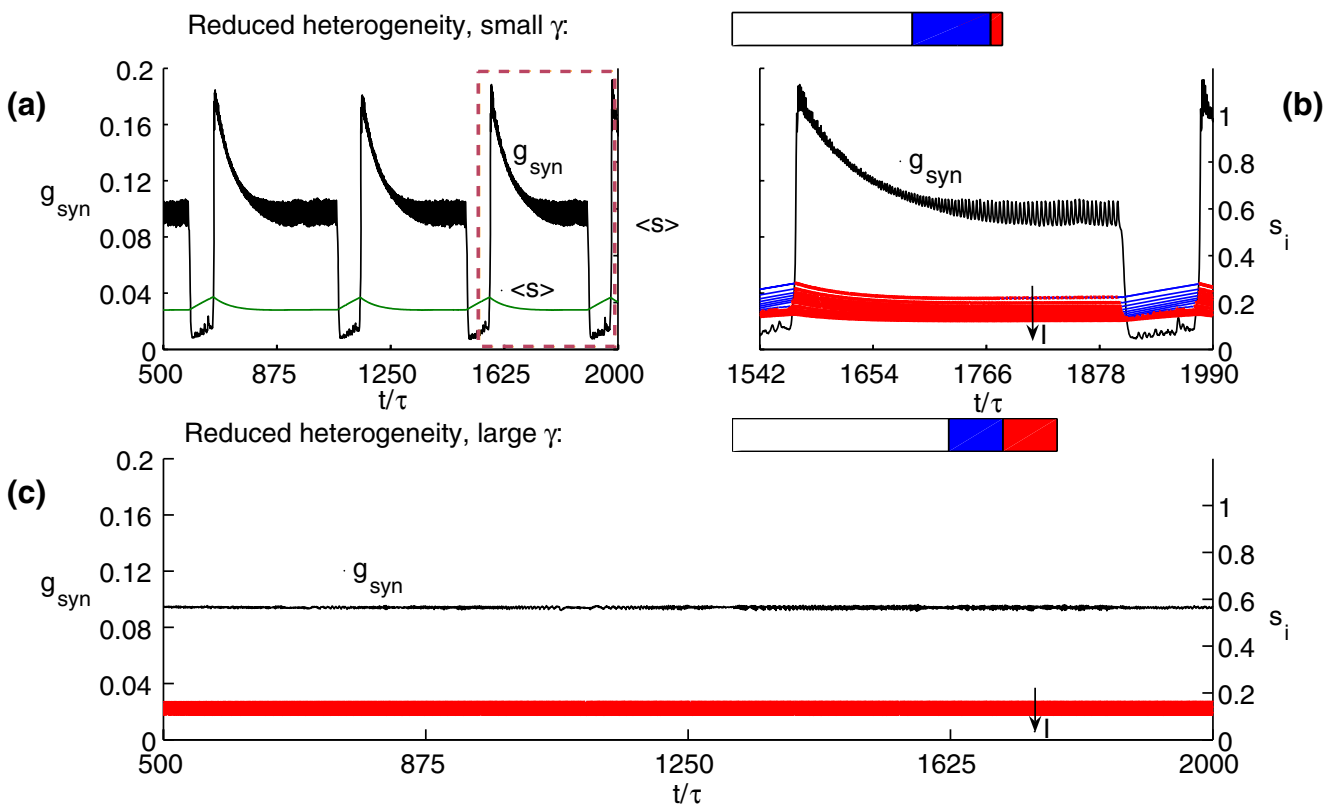 Reduced heterogeneity, small γ:
(a)
0.2
0.16
0.12
0.08
0.04
0
g_syn
g_syn
<s>
<s>
500 875 1250 1625 2000
t/τ
(b)
g_syn
1
0.8
0.6
0.4
0.2
0
s_i
I
1542 1654 1766 1878 1990
t/τ
Reduced heterogeneity, large γ:
(c)
0.2
0.16
0.12
0.08
0.04
0
g_syn
g_syn
1
0.8
0.6
0.4
0.2
0
s_i
I
500 875 1250 1625 2000
t/τ